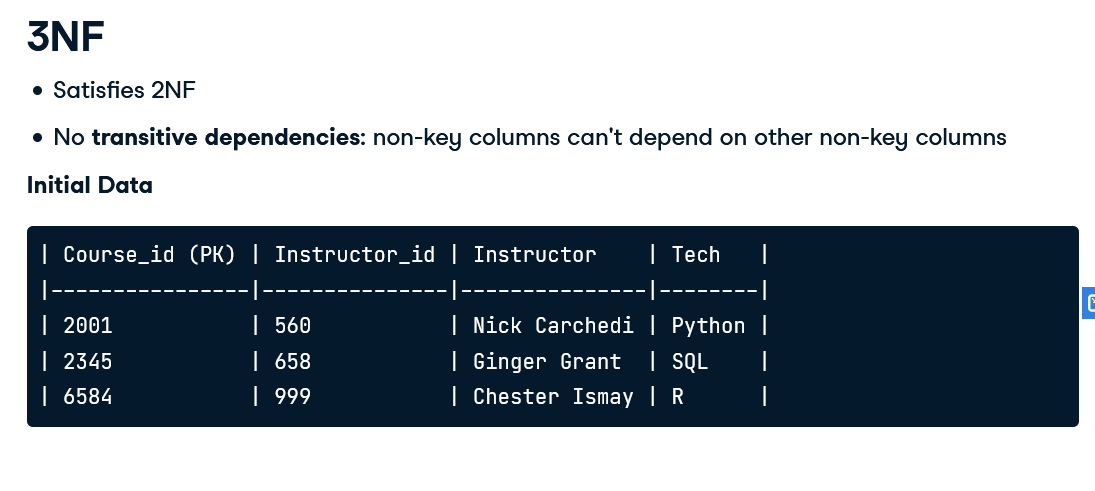 3NF
• Satisfies 2NF
• No transitive dependencies: non-key columns can't depend on other non-key columns
Initial Data
| Course_id (PK) | Instructor_id | Instructor    | Tech   |
|----------------|---------------|---------------|--------|
| 2001           | 560           | Nick Carchedi | Python |
| 2345           | 658           | Ginger Grant  | SQL    |
| 6584           | 999           | Chester Ismay | R      |